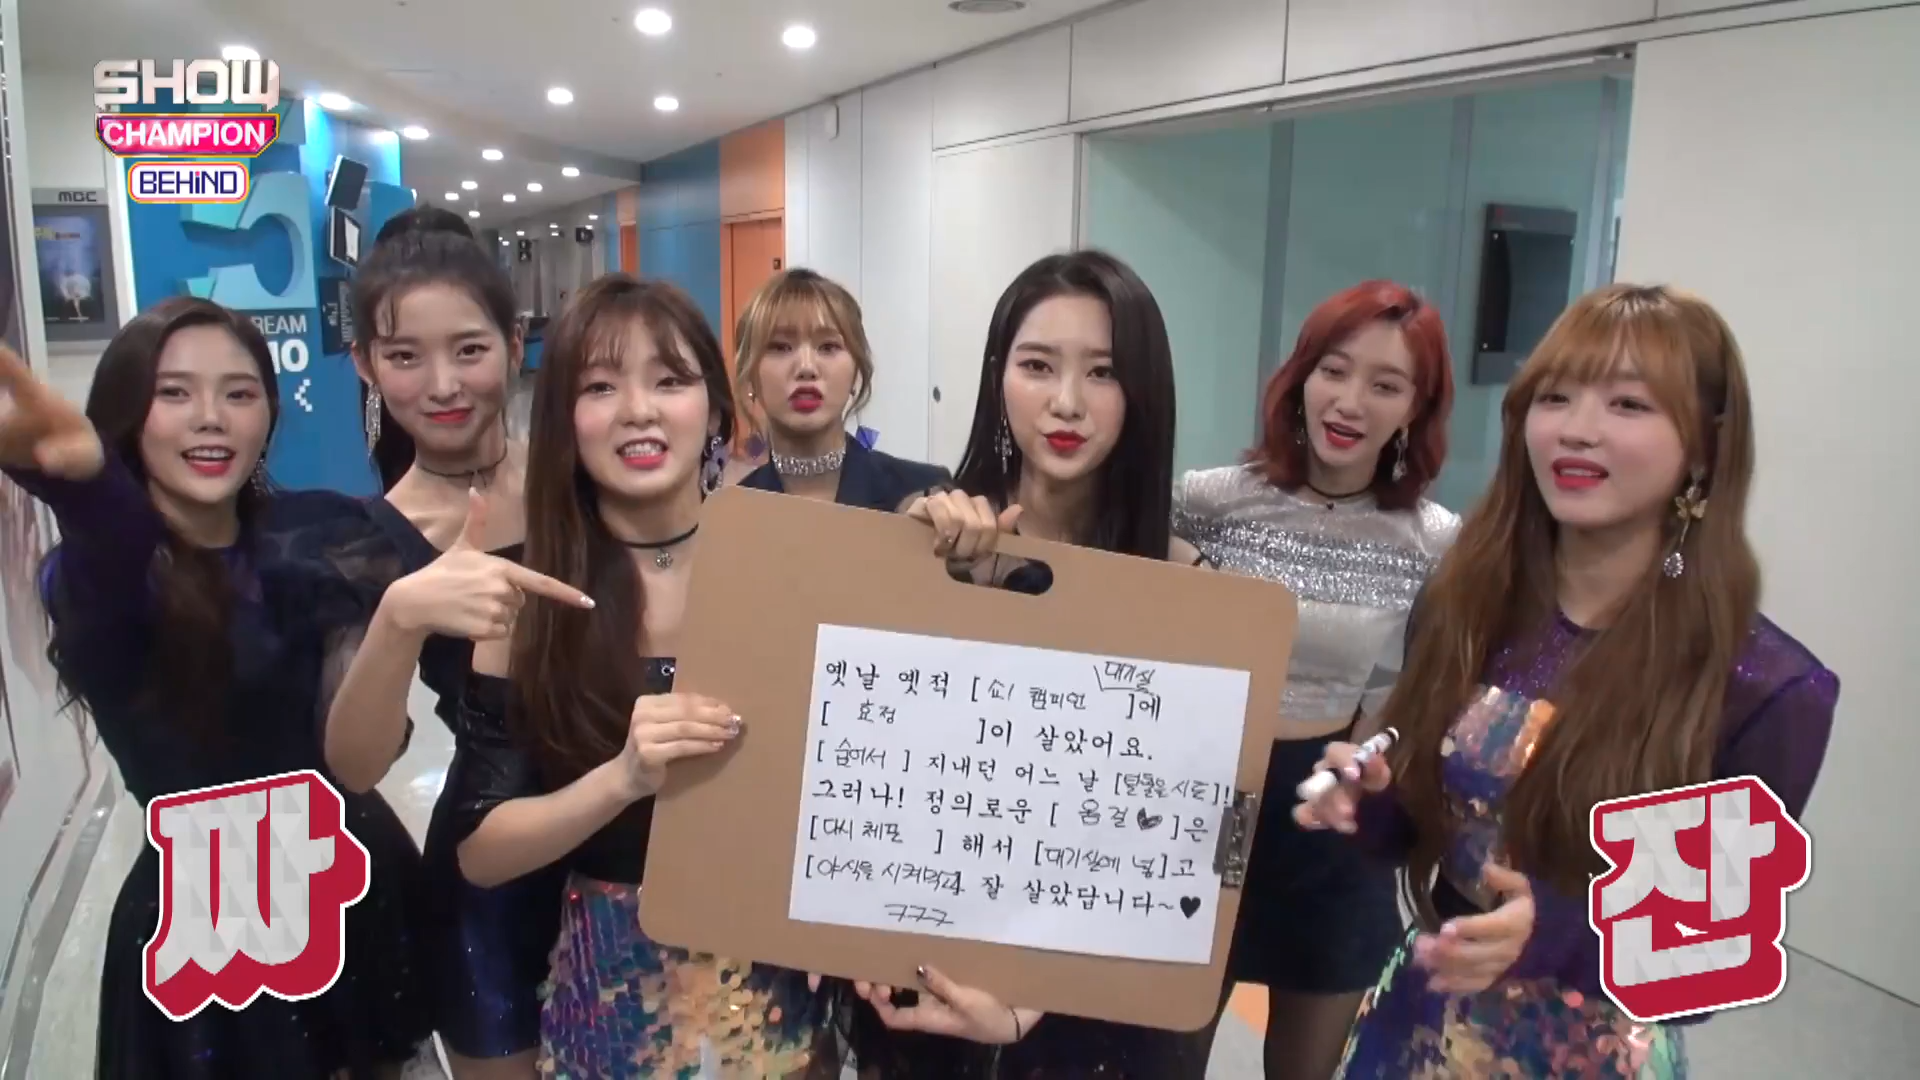 SHOW
CHAMPION
BEHiND
MBC
5
REAM
대기실
옛날 옛적 [ 쇼! 챔피언 ]에
[ 효정 ]이 살았어요.
[ 숨어서 ] 지내던 어느 날 [탈출을 시도]!
그러나! 정의로운 [ 옴걸♥ ]은
[다시 체포 ] 해서 [대기실에 넣]고
[야식을 시켜먹고] 잘 살았답니다~♥
ㅋㅋㅋ
짜
잔